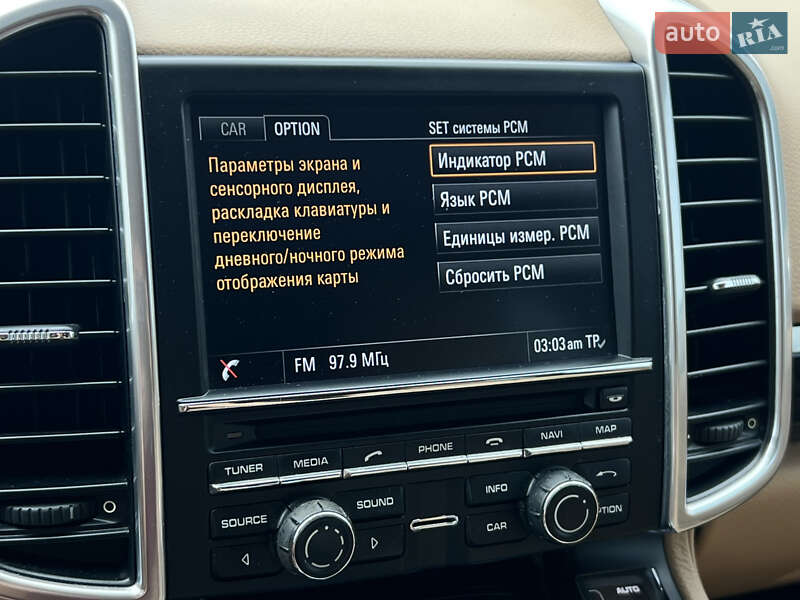 auto RIA .com
CAR OPTION SET системы PCM
Параметры экрана и
сенсорного дисплея,
раскладка клавиатуры и
переключение
дневного/ночного режима
отображения карты
Индикатор PCM
Язык PCM
Единицы измер. PCM
Сбросить PCM
FM 97.9 МГц 03:03am TP
TUNER MEDIA PHONE NAVI MAP
SOURCE SOUND INFO
CAR
AUTO